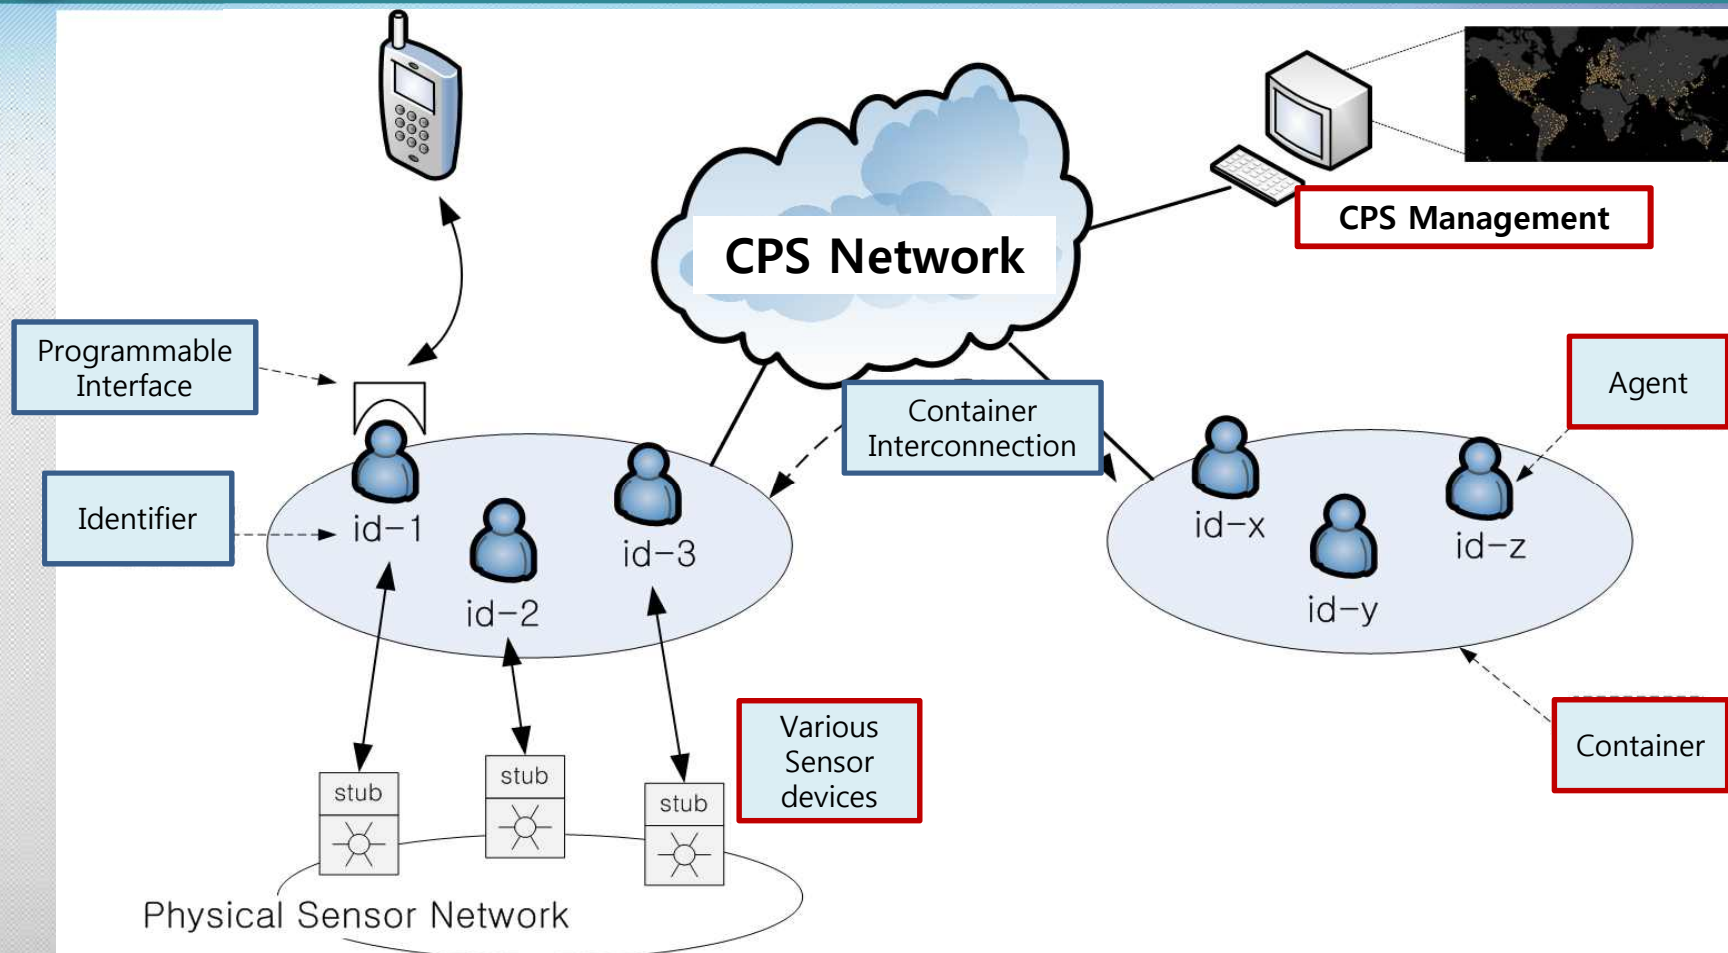 CPS Management
CPS Network
Programmable
Interface
Agent
Container
Interconnection
Identifier
id-1
id-2
id-3
id-x
id-y
id-z
Various
Sensor
devices
Container
stub
stub
stub
Physical Sensor Network